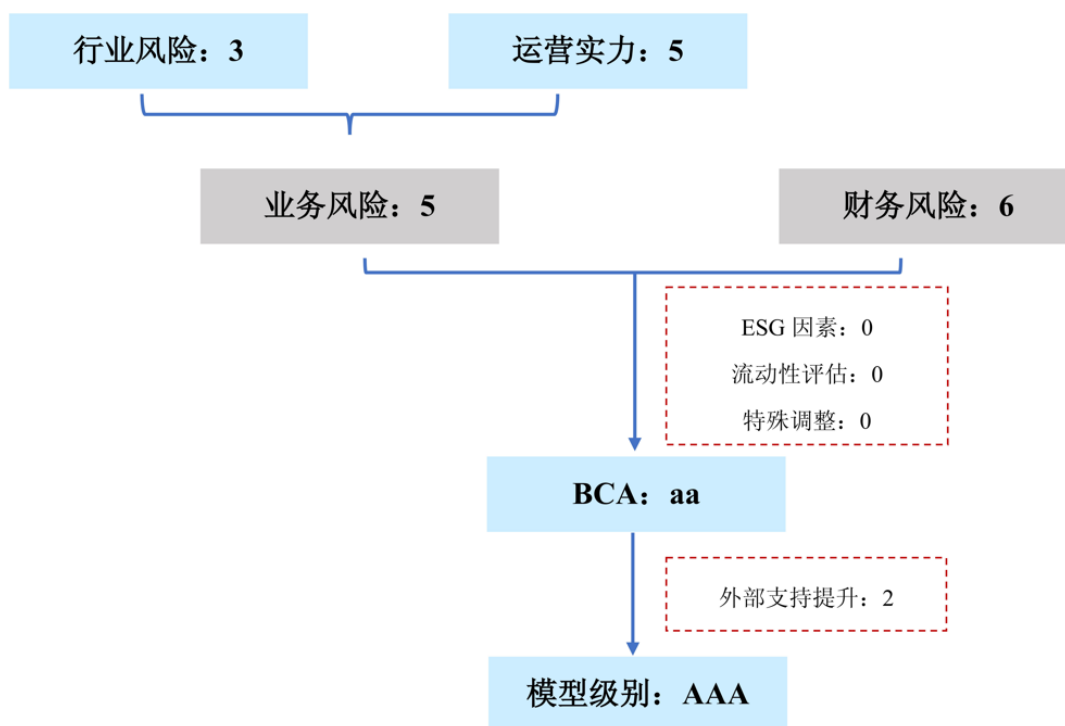 行业风险：3
运营实力：5
业务风险：5
财务风险：6
ESG 因素：0
流动性评估：0
特殊调整：0
BCA：aa
外部支持提升：2
模型级别：AAA